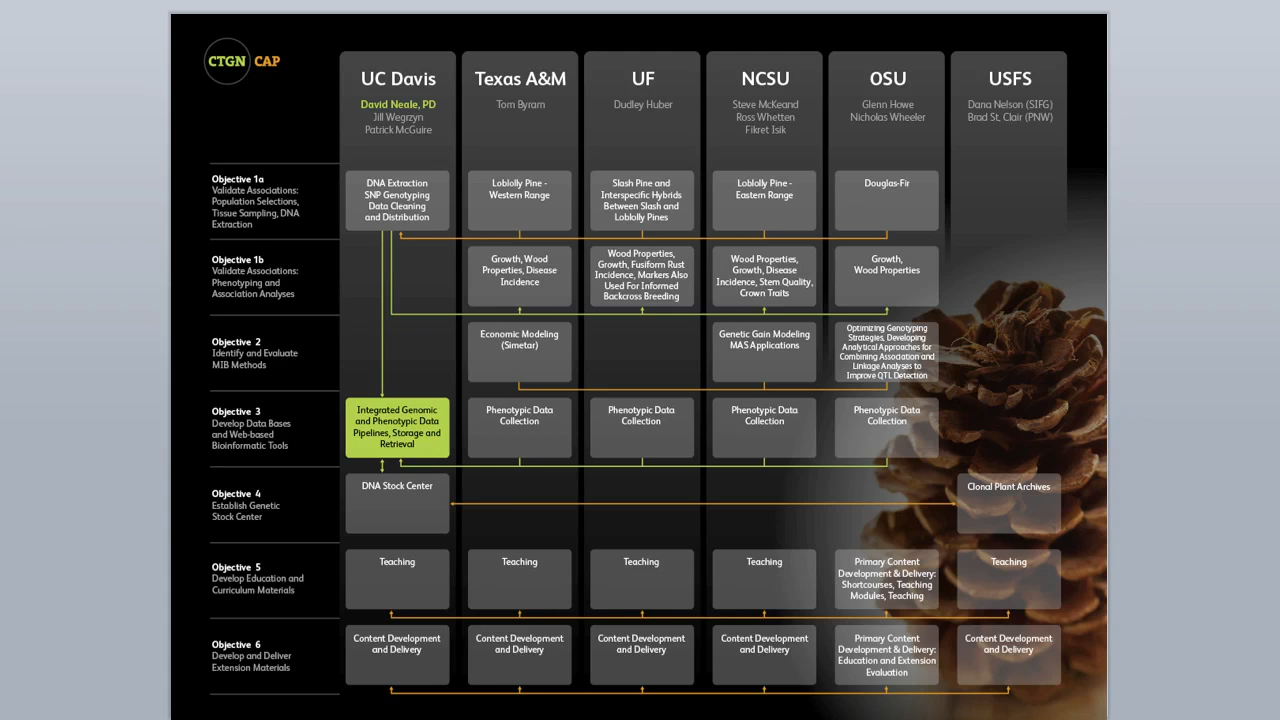 CTGN CAP
UC Davis
David Neale, PD
Jill Wegrzyn
Patrick McGuire
Texas A&M
Tom Byram
UF
Dudley Huber
NCSU
Steve McKeand
Ross Whetten
Fikret Isik
OSU
Glenn Howe
Nicholas Wheeler
USFS
Dana Nelson (SIFG)
Brad St. Clair (PNW)
Objective 1a
Validate Associations:
Population Selections,
Tissue Sampling, DNA
Extraction
DNA Extraction
SNP Genotyping
Data Cleaning
and Distribution
Loblolly Pine -
Western Range
Slash Pine and
Interspecific Hybrids
Between Slash and
Loblolly Pines
Loblolly Pine -
Eastern Range
Douglas-Fir
Objective 1b
Validate Associations:
Phenotyping and
Association Analyses
Growth, Wood
Properties, Disease
Incidence
Wood Properties,
Growth, Fusiform Rust
Incidence, Markers Also
Used For Informed
Backcross Breeding
Wood Properties,
Growth, Disease
Incidence, Stem Quality,
Crown Traits
Growth,
Wood Properties
Objective 2
Identify and Evaluate
MIB Methods
Economic Modeling
(Simetar)
Genetic Gain Modeling
MAS Applications
Optimizing Genotyping
Strategies, Developing
Analytical Approaches for
Combining Association and
Linkage Analyses to
Improve QTL Detection
Objective 3
Develop Data Bases
and Web-based
Bioinformatic Tools
Integrated Genomic
and Phenotypic Data
Pipelines, Storage and
Retrieval
Phenotypic Data
Collection
Phenotypic Data
Collection
Phenotypic Data
Collection
Phenotypic Data
Collection
Objective 4
Establish Genetic
Stock Center
DNA Stock Center
Clonal Plant Archives
Objective 5
Develop Education and
Curriculum Materials
Teaching
Teaching
Teaching
Teaching
Primary Content
Development & Delivery:
Shortcourses, Teaching
Modules, Teaching
Teaching
Objective 6
Develop and Deliver
Extension Materials
Content Development
and Delivery
Content Development
and Delivery
Content Development
and Delivery
Content Development
and Delivery
Primary Content
Development & Delivery:
Education and Extension
Evaluation
Content Development
and Delivery